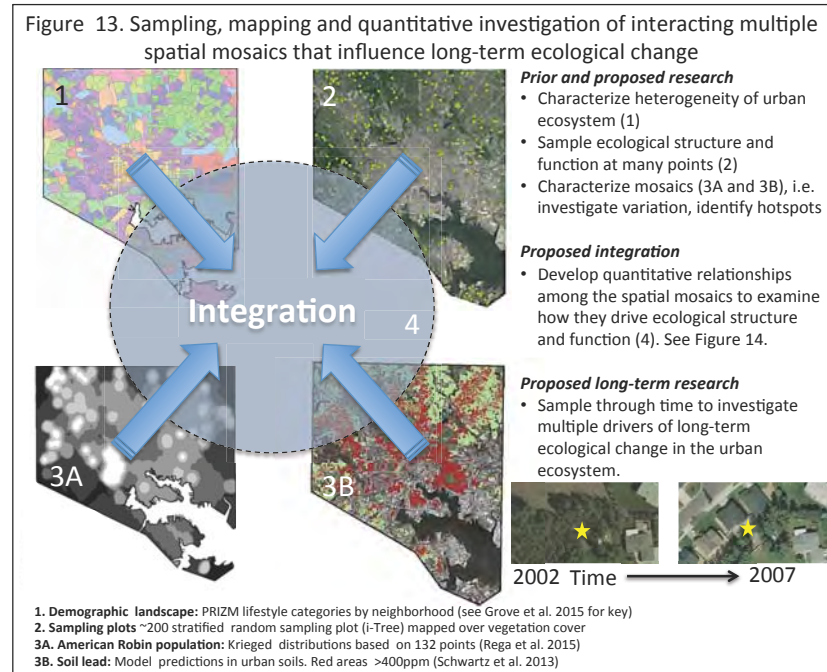 Figure 13. Sampling, mapping and quantitative investigation of interacting multiple
spatial mosaics that influence long-term ecological change
1
2
Integration
4
3A
3B
Prior and proposed research
• Characterize heterogeneity of urban
ecosystem (1)
• Sample ecological structure and
function at many points (2)
• Characterize mosaics (3A and 3B), i.e.
investigate variation, identify hotspots
Proposed integration
• Develop quantitative relationships
among the spatial mosaics to examine
how they drive ecological structure
and function (4). See Figure 14.
Proposed long-term research
• Sample through time to investigate
multiple drivers of long-term
ecological change in the urban
ecosystem.
2002 Time 2007
1. Demographic landscape: PRIZM lifestyle categories by neighborhood (see Grove et al. 2015 for key)
2. Sampling plots ~200 stratified random sampling plot (i-Tree) mapped over vegetation cover
3A. American Robin population: Krieged distributions based on 132 points (Rega et al. 2015)
3B. Soil lead: Model predictions in urban soils. Red areas >400ppm (Schwartz et al. 2013)